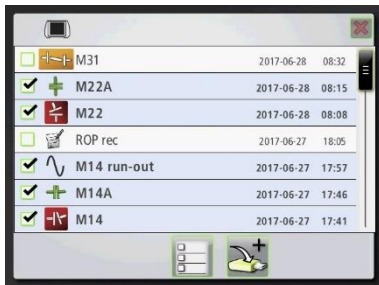 M31 2017-06-28 08:32
M22A 2017-06-28 08:15
M22 2017-06-28 08:08
ROP rec 2017-06-27 18:05
M14 run-out 2017-06-27 17:57
M14A 2017-06-27 17:46
M14 2017-06-27 17:41